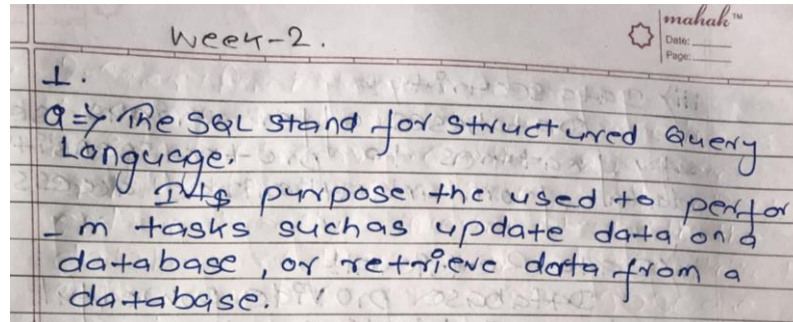 mahak™
Week-2.
Date:
Page:
1.
a=> The SQL stand for structured Query
Language.
Its purpose the used to perfor
-m tasks suchas update data on a
database, or retrieve data from a
database.